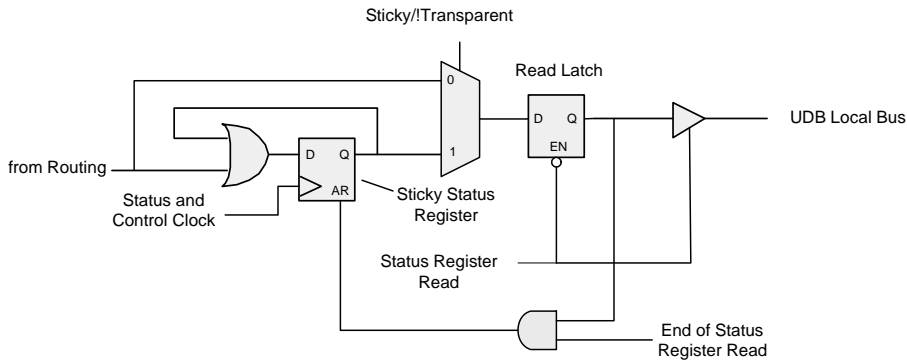 Sticky/!Transparent
0
Read Latch
D Q
EN
UDB Local Bus
from Routing
D Q
AR
1
Sticky Status
Register
Status and
Control Clock
Status Register
Read
End of Status
Register Read